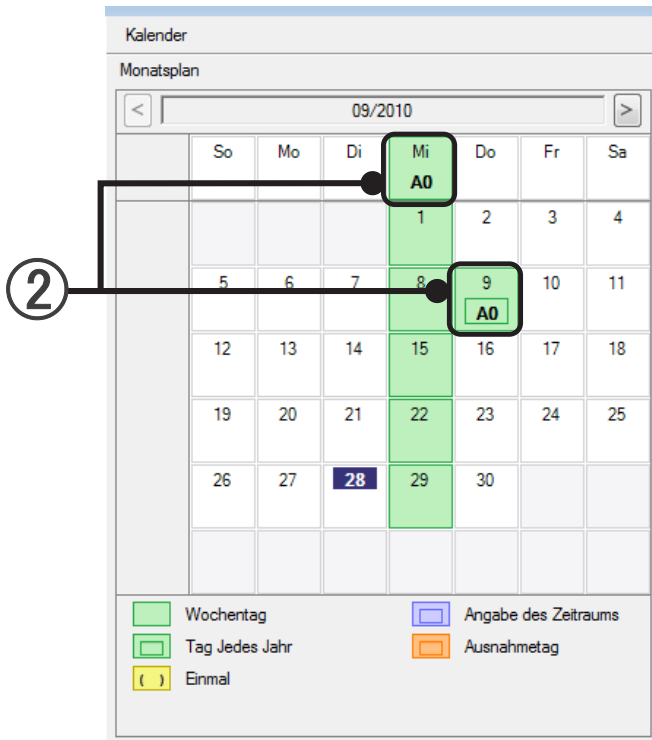 Kalender
Monatsplan
< 09/2010 >
So Mo Di Mi Do Fr Sa
A0
1 2 3 4
② 5 6 7 8 9 10 11
A0
12 13 14 15 16 17 18
19 20 21 22 23 24 25
26 27 28 29 30
Wochentag Angabe des Zeitraums
Tag Jedes Jahr Ausnahmetag
( ) Einmal